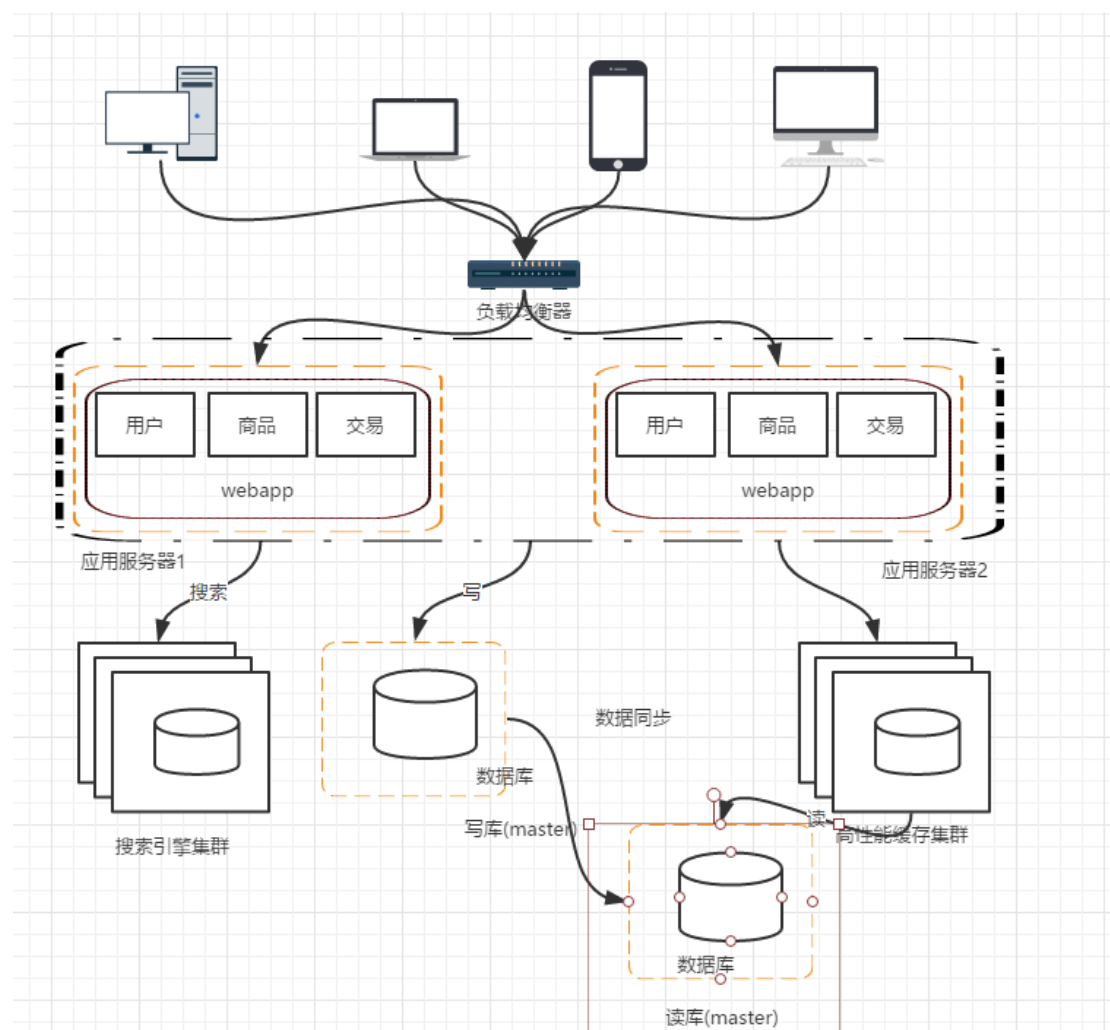 负载均衡器
用户
商品
交易
webapp
用户
商品
交易
webapp
应用服务器1
应用服务器2
搜索
写
数据同步
数据库
写库(master)
读
高性能缓存集群
搜索引擎集群
数据库
读库(master)